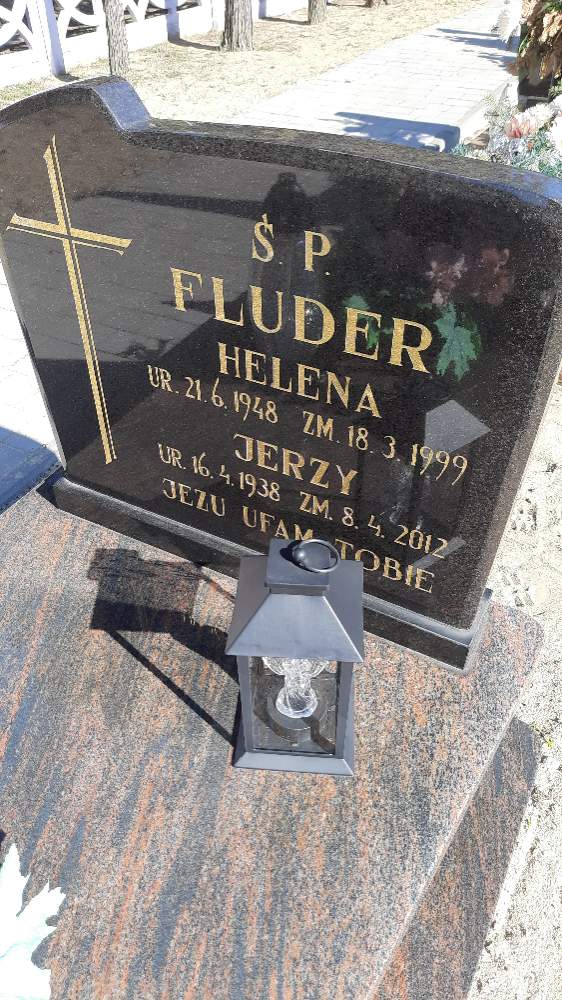 Ś. P.
FLUDER
HELENA
UR. 21. 6. 1948 ZM. 18. 3. 1999
JERZY
UR. 16. 4. 1938 ZM. 8. 4. 2012
JEZU UFAM TOBIE